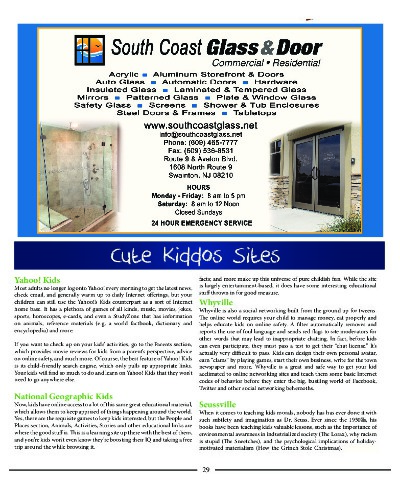 South Coast Glass & Door
Commercial • Residential
Acrylic ■ Aluminum Storefront & Doors
Auto Glass ■ Automatic Doors ■ Hardware
Insulated Glass ■ Laminated & Tempered Glass
Mirrors ■ Patterned Glass ■ Plate & Window Glass
Safety Glass ■ Screens ■ Shower & Tub Enclosures
Steel Doors & Frames ■ Tabletops
www.southcoastglass.net
info@southcoastglass.net
Phone: (609) 465-7777
Fax: (609) 536-8531
Route 9 & Avalon Blvd.
1608 North Route 9
Swainton, NJ 08210
HOURS
Monday - Friday: 8 am to 5 pm
Saturday: 8 am to 12 Noon
Closed Sundays
24 HOUR EMERGENCY SERVICE
Cute Kiddos Sites
Yahoo! Kids
Most adults no longer log onto Yahoo! every morning to get the latest news,
check email, and generally warm up to daily Internet offerings, but your
children can still use the Yahoo!'s Kids counterpart as a sort of Internet
home base. It has a plethora of games of all kinds, music, movies, jokes,
sports, horoscopes, e-cards, and even a StudyZone that has information
on animals, reference materials (e.g. a world factbook, dictionary and
encyclopedia) and more.
If you want to check up on your kids' activities, go to the Parents section,
which provides movie reviews for kids from a parent's perspective, advice
on online safety, and much more. Of course, the best feature of Yahoo! Kids
is its child-friendly search engine, which only pulls up appropriate links.
Your kids will find so much to do and learn on Yahoo! Kids that they won't
need to go anywhere else.
National Geographic Kids
Now, kids have online access to a lot of this same great educational material,
which allows them to keep abreast of things happening around the world.
Yes, there are the requisite games to keep kids interested, but the People and
Places section, Animals, Activities, Stories and other educational links are
where the good stuff is. This is a learning site up there with the best of them,
and you're kids won't even know they're boosting their IQ and taking a free
trip around the while browsing it.
facts and more make up this universe of pure childish fun. While the site
is largely entertainment-based, it does have some interesting educational
stuff thrown in for good measure.
Whyville
Whyville is also a social networking built from the ground up for tweens.
The online world requires your child to manage money, eat properly and
helps educate kids on online safety. A filter automatically removes and
reports the use of foul language and sends red flags to site moderators for
other words that may lead to inappropriate chatting. In fact, before kids
can even participate, they must pass a test to get their "chat license." It's
actually very difficult to pass. Kids can design their own personal avatar,
earn "clams" by playing games, start their own business, write for the town
newspaper and more. Whyville is a great and safe way to get your kid
acclimated to online networking sites and teach them some basic Internet
codes of behavior before they enter the big, bustling world of Facebook,
Twitter and other social networking behemoths.
Seussville
When it comes to teaching kids morals, nobody has has ever done it with
such subtlety and imagination as Dr. Seuss. Ever since the 1950s, his
books have been teaching kids valuable lessons, such as the importance of
environmental awareness in industrialized society (The Lorax), why racism
is stupid (The Sneetches), and the psychological implications of holiday-
motivated materialism (How the Grinch Stole Christmas).
29